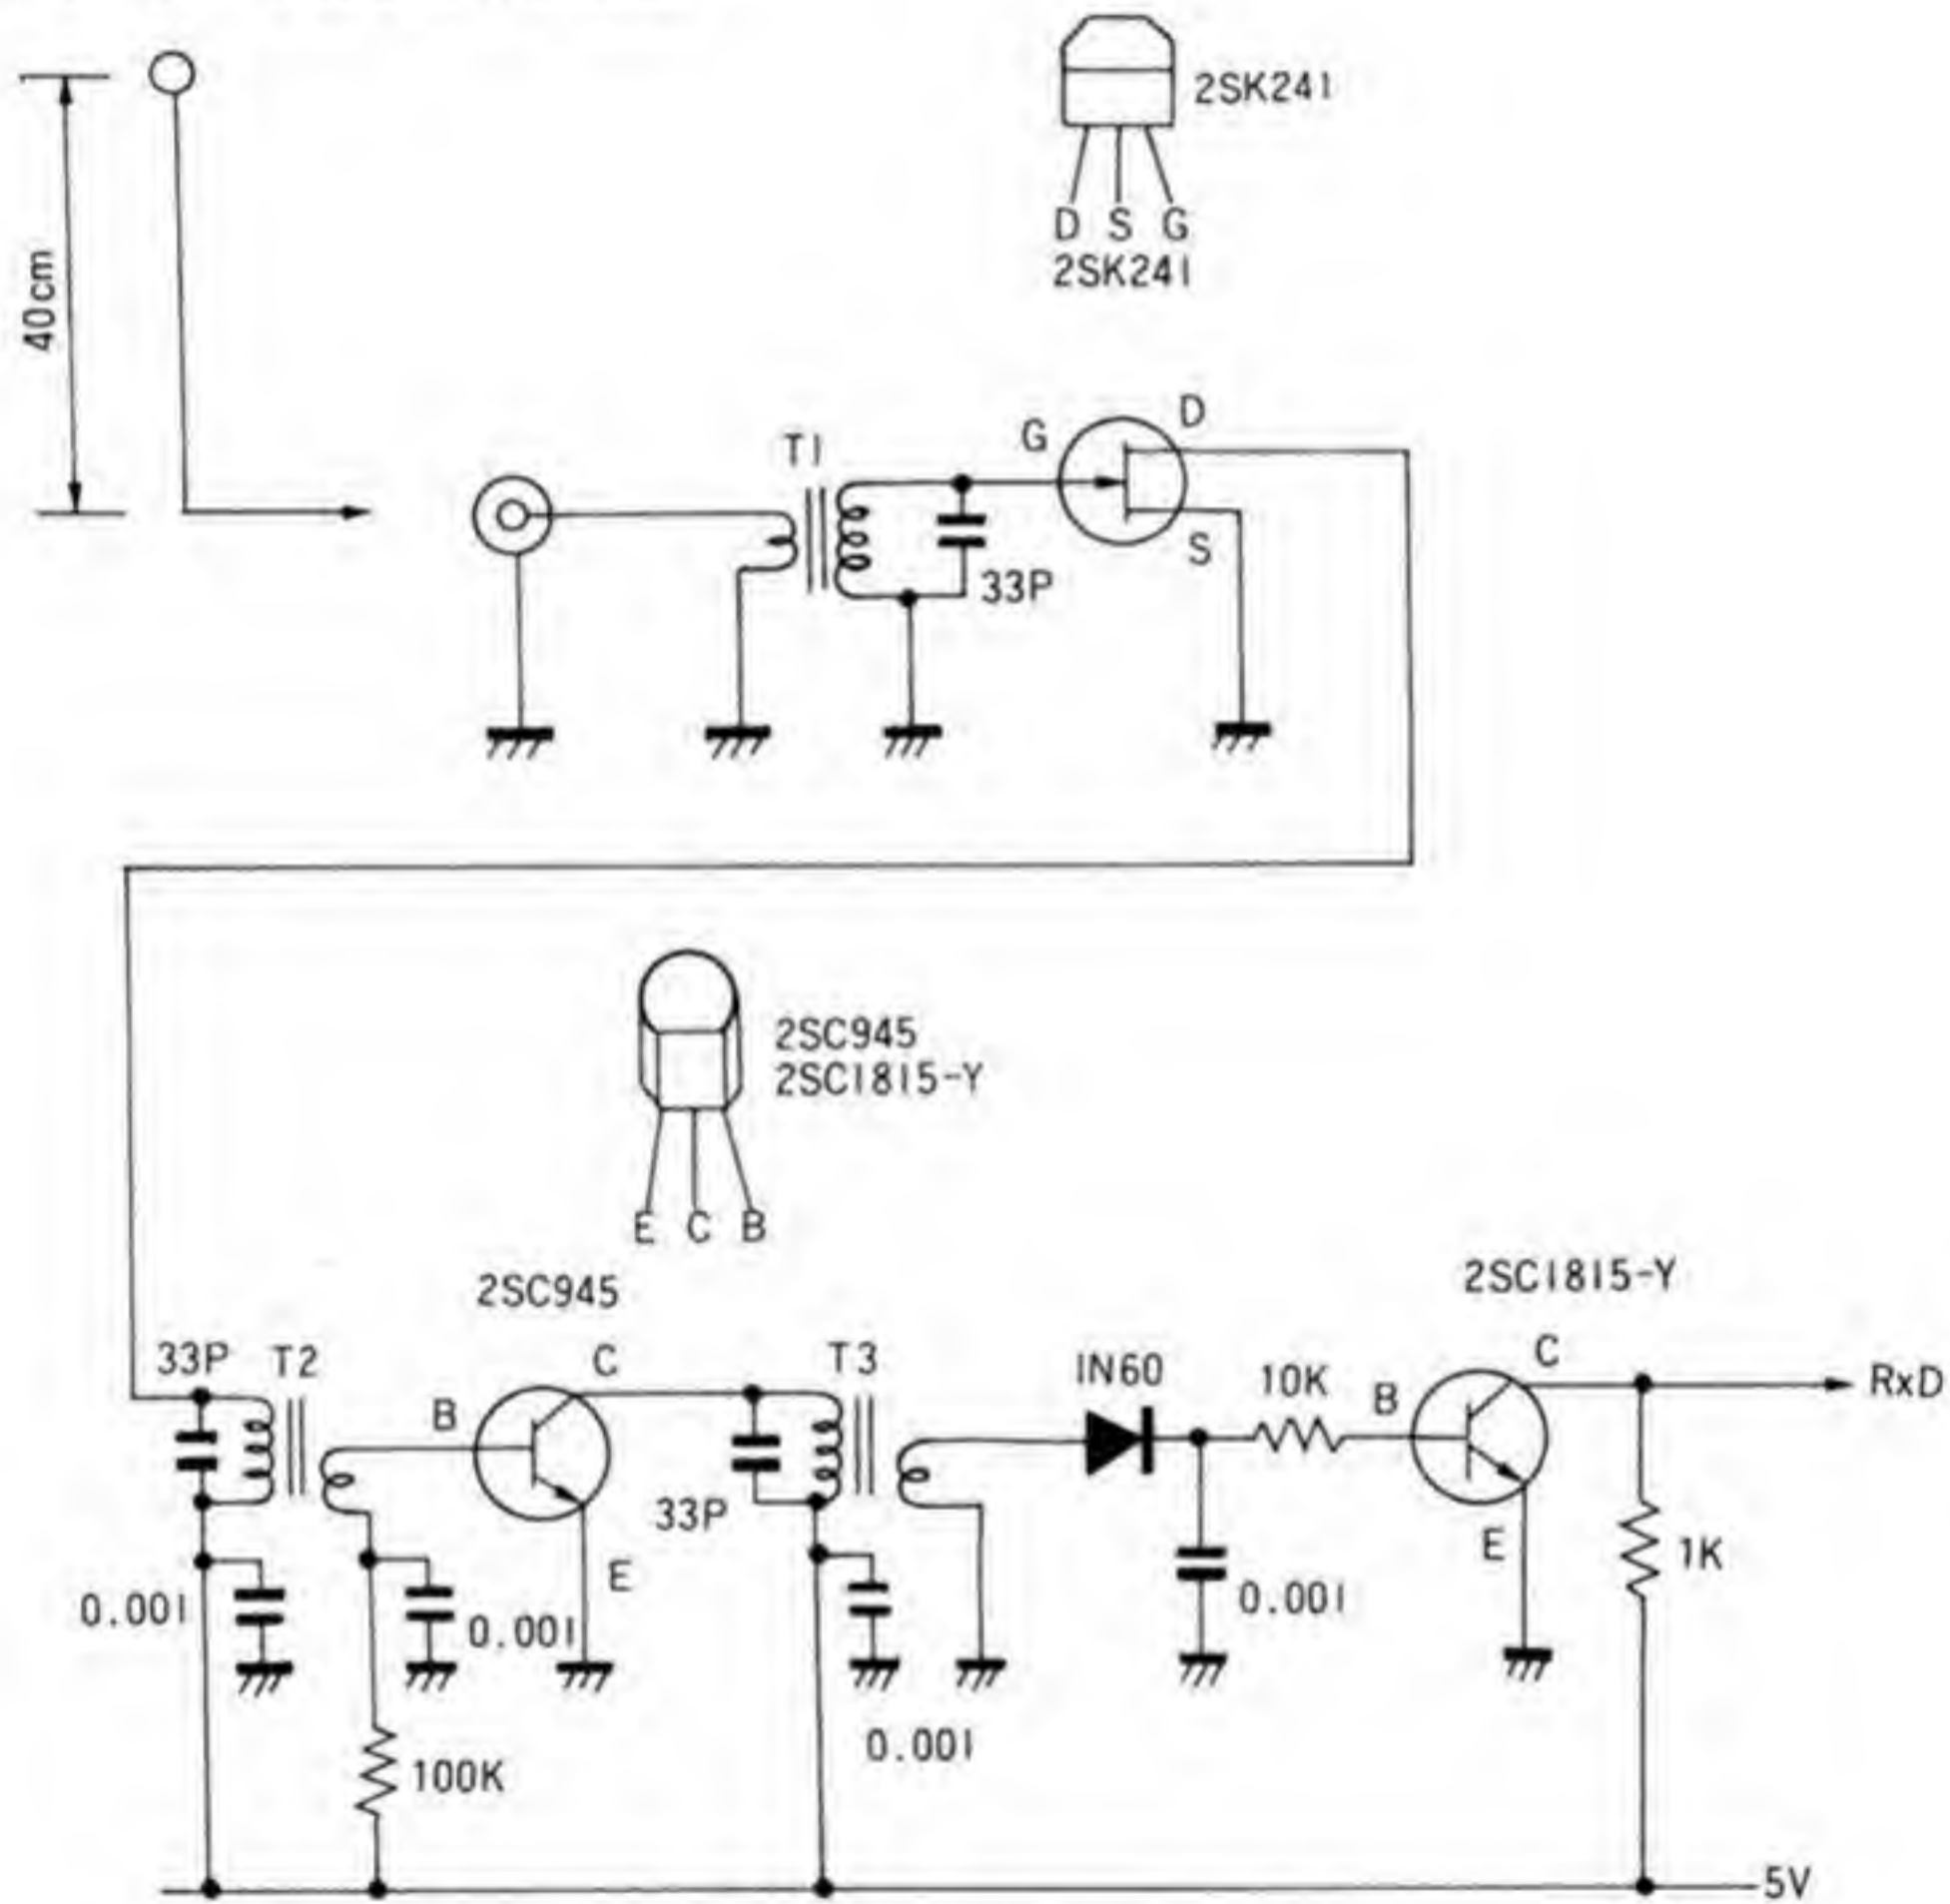 2SK241
D S G
2SK241
40cm
T1
G
D
S
33P
2SC945
2SC1815-Y
E C B
2SC945
2SC1815-Y
33P
T2
B
C
E
T3
33P
IN60
10K
B
C
E
RxD
1K
0.001
0.001
0.001
0.001
100K
5V